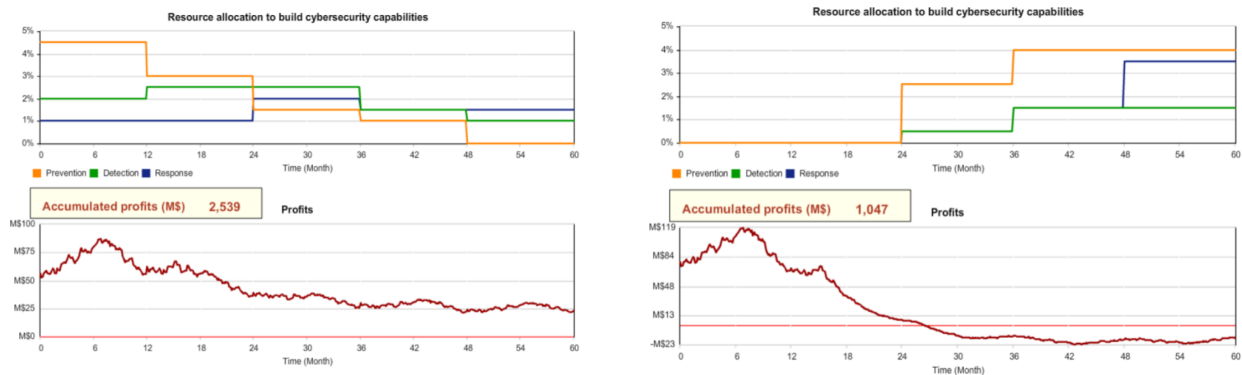 Resource allocation to build cybersecurity capabilities
5%
4%
3%
2%
1%
0%
0 6 12 18 24 30 36 42 48 54 60
Time (Month)
Prevention Detection Response
Accumulated profits (M$) 2,539
Profits
M$100
M$75
M$50
M$25
M$0
0 6 12 18 24 30 36 42 48 54 60
Time (Month)
Resource allocation to build cybersecurity capabilities
5%
4%
3%
2%
1%
0%
0 6 12 18 24 30 36 42 48 54 60
Time (Month)
Prevention Detection Response
Accumulated profits (M$) 1,047
Profits
M$119
M$84
M$48
M$13
-M$23
0 6 12 18 24 30 36 42 48 54 60
Time (Month)